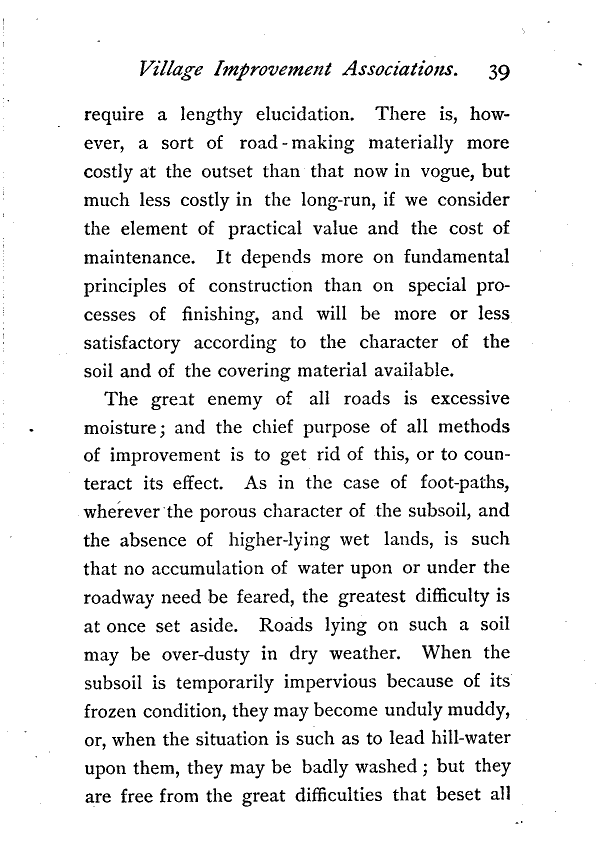 Village Improvement Associations. 39
require a lengthy elucidation. There is, how-
ever, a sort of road-making materially more
costly at the outset than that now in vogue, but
much less costly in the long-run, if we consider
the element of practical value and the cost of
maintenance. It depends more on fundamental
principles of construction than on special pro-
cesses of finishing, and will be more or less
satisfactory according to the character of the
soil and of the covering material available.
The great enemy of all roads is excessive
moisture; and the chief purpose of all methods
of improvement is to get rid of this, or to coun-
teract its effect. As in the case of foot-paths,
wherever the porous character of the subsoil, and
the absence of higher-lying wet lands, is such
that no accumulation of water upon or under the
roadway need be feared, the greatest difficulty is
at once set aside. Roads lying on such a soil
may be over-dusty in dry weather. When the
subsoil is temporarily impervious because of its
frozen condition, they may become unduly muddy,
or, when the situation is such as to lead hill-water
upon them, they may be badly washed; but they
are free from the great difficulties that beset all